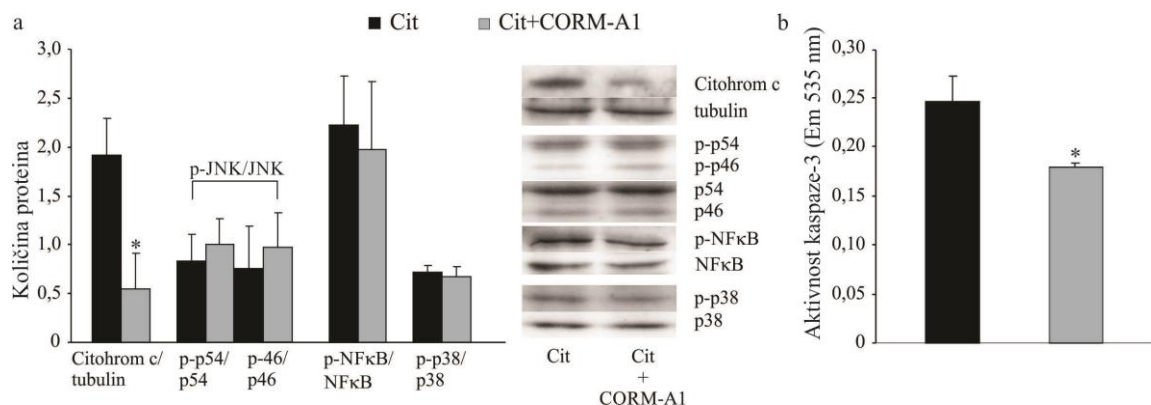 a
Cit
Cit+CORM-A1
Količina proteina
3,0
2,5
2,0
1,5
1,0
0,5
0
*
p-JNK/JNK
Citohrom c/
tubulin
p-p54/
p54
p-46/
p46
p-NFκB/
NFκB
p-p38/
p38
Citohrom c
tubulin
p-p54
p-p46
p54
p46
p-NFκB
NFκB
p-p38
p38
Cit
Cit
+
CORM-A1
b
Aktivnost kaspaze-3 (Em 535 nm)
0,30
0,25
0,20
0,15
0,10
0,05
0,00
*